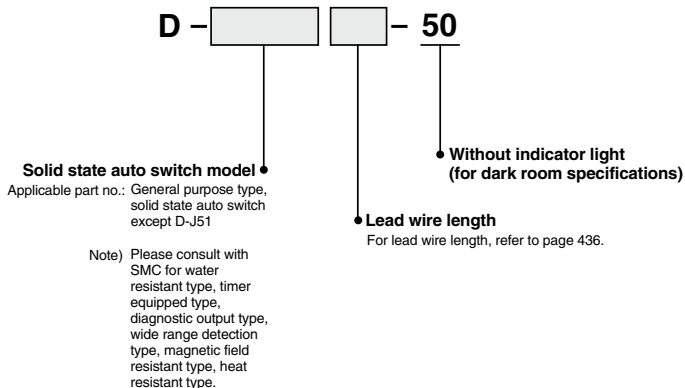 D – – 50
Without indicator light
(for dark room specifications)
Solid state auto switch model
Applicable part no.: General purpose type,
solid state auto switch
except D-J51
Lead wire length
For lead wire length, refer to page 436.
Note) Please consult with
SMC for water
resistant type, timer
equipped type,
diagnostic output type,
wide range detection
type, magnetic field
resistant type, heat
resistant type.